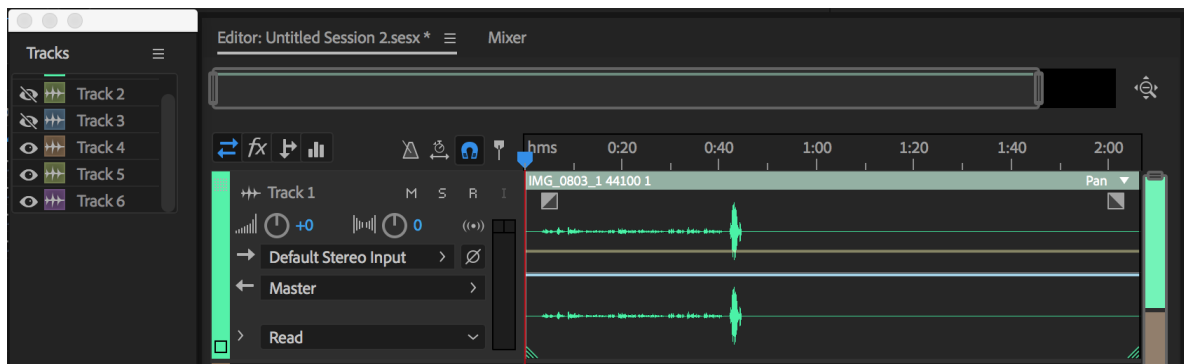 Editor: Untitled Session 2.sesx *
Mixer
Tracks
Track 2
Track 3
Track 4
Track 5
Track 6
fx
hms 0:20 0:40 1:00 1:20 1:40 2:00
Track 1 M S R I
IMG_0803_1 44100 1 Pan
+0 0
Default Stereo Input
Master
Read